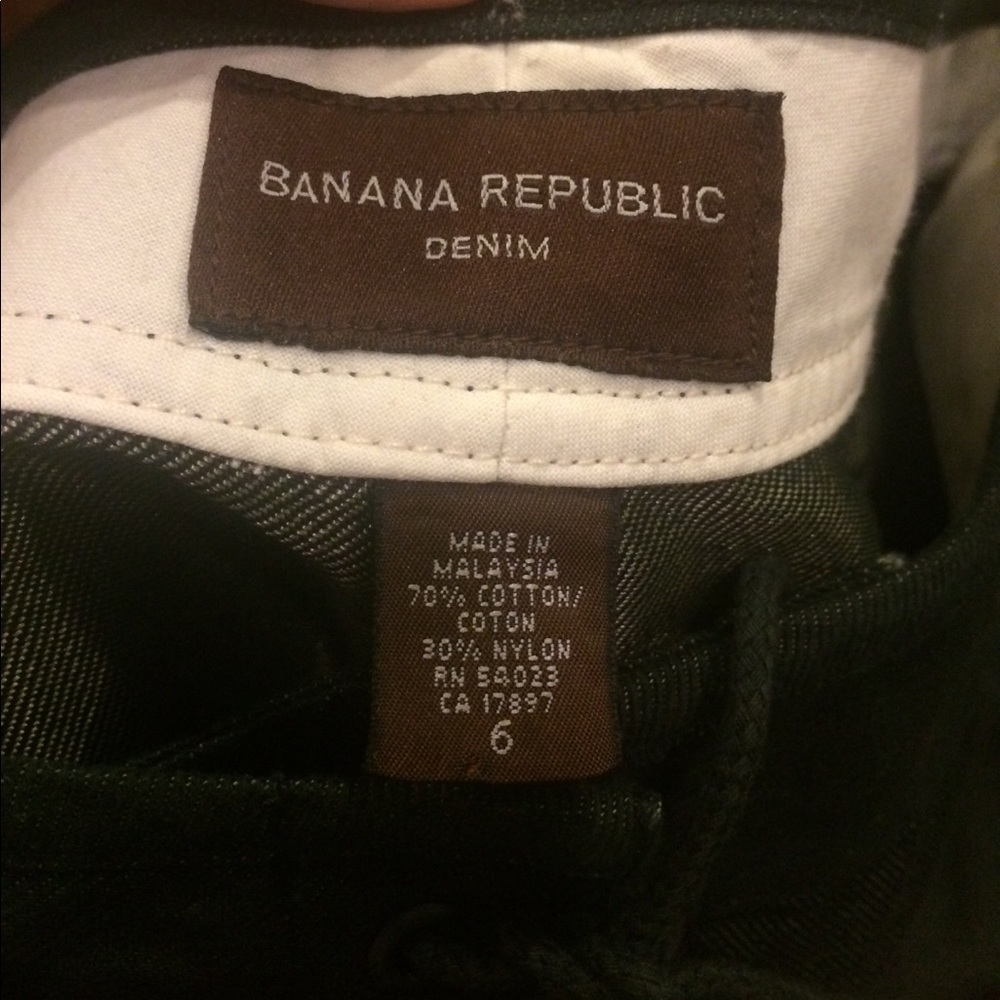 BANANA REPUBLIC
DENIM
MADE IN
MALAYSIA
70% COTTON/
COTON
30% NYLON
RN 54023
CA 17897
6